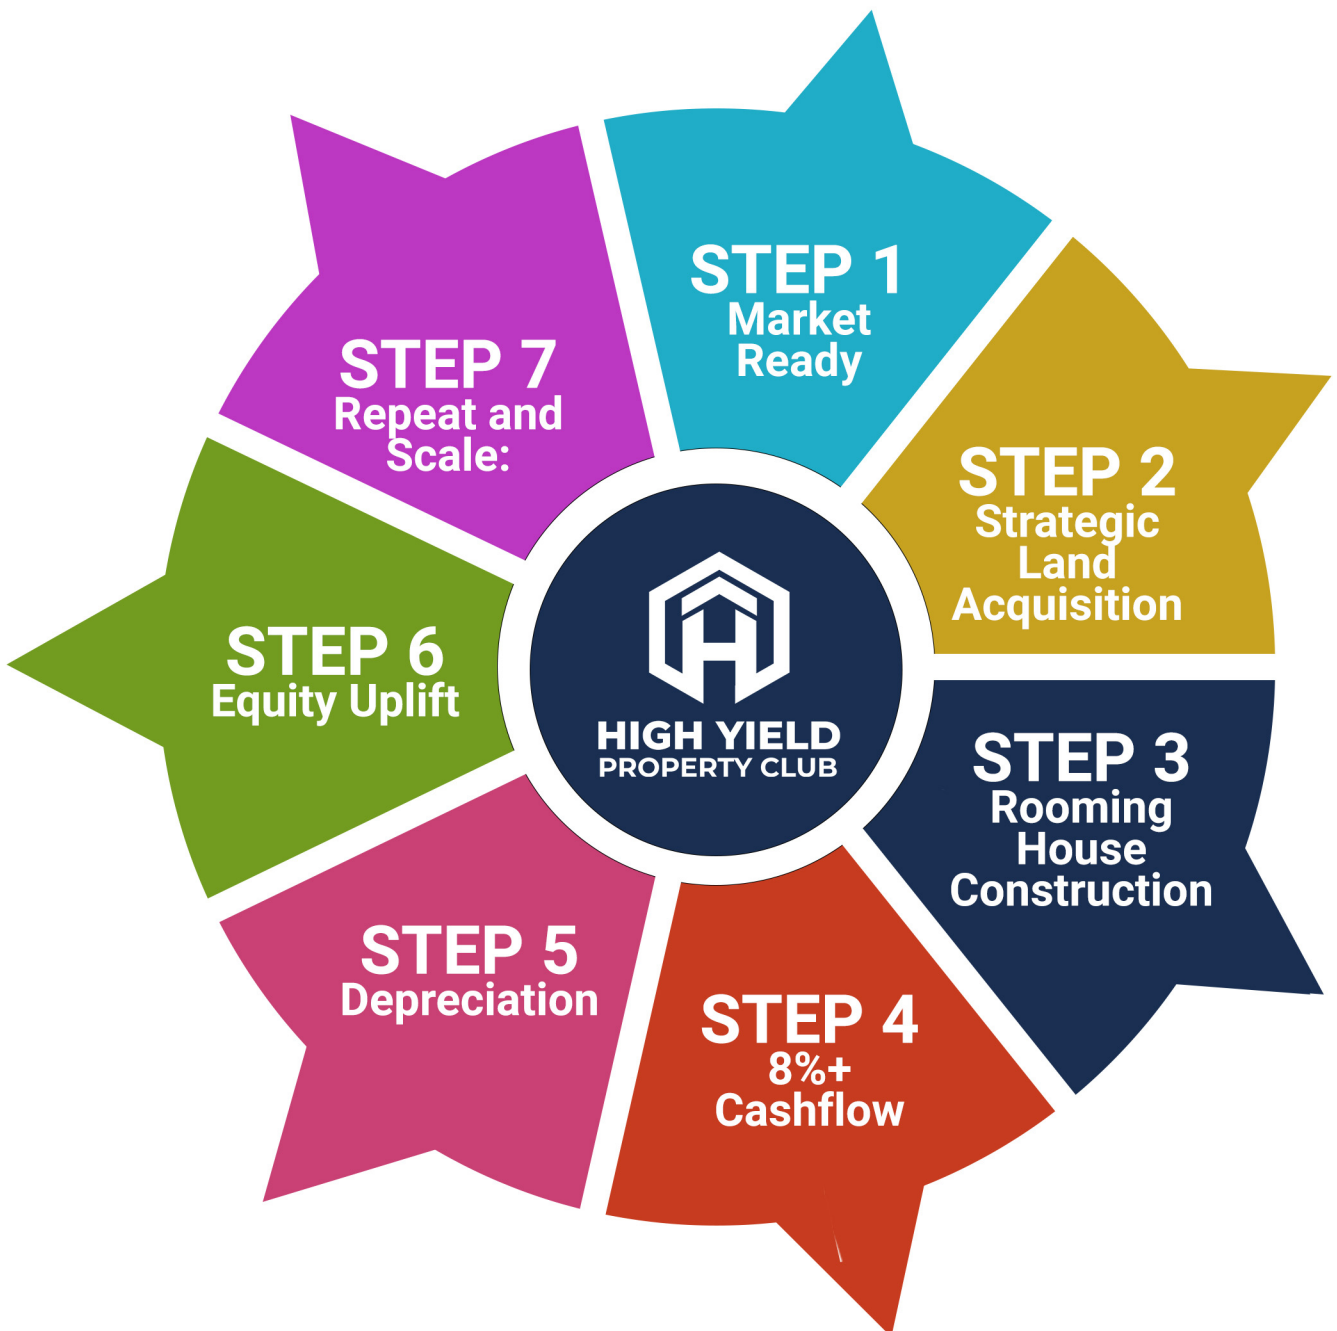 STEP 1
Market
Ready
STEP 2
Strategic
Land
Acquisition
STEP 3
Rooming
House
Construction
STEP 4
8%+
Cashflow
STEP 5
Depreciation
STEP 6
Equity Uplift
STEP 7
Repeat and
Scale:
HIGH YIELD
PROPERTY CLUB